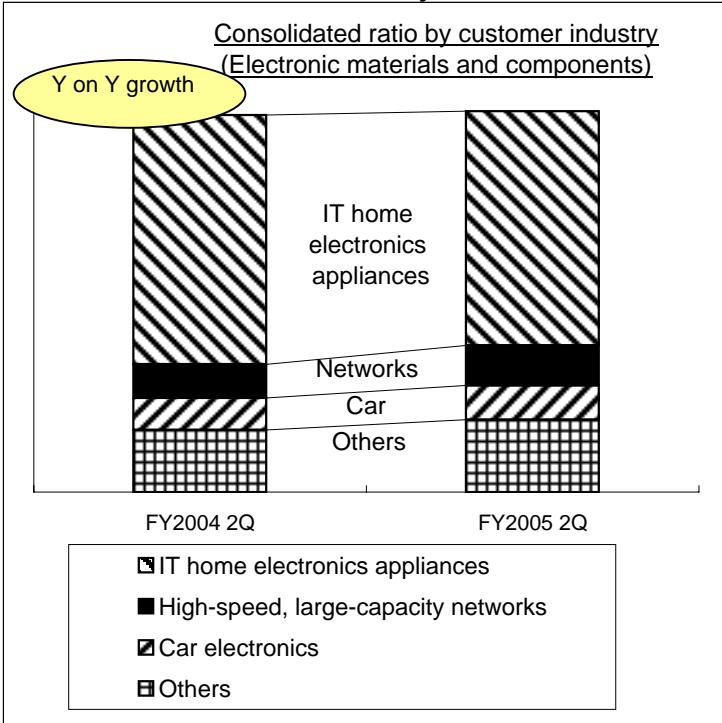 Consolidated ratio by customer industry
(Electronic materials and components)
Y on Y growth
IT home
electronics
appliances
Networks
Car
Others
FY2004 2Q
FY2005 2Q
IT home electronics appliances
High-speed, large-capacity networks
Car electronics
Others